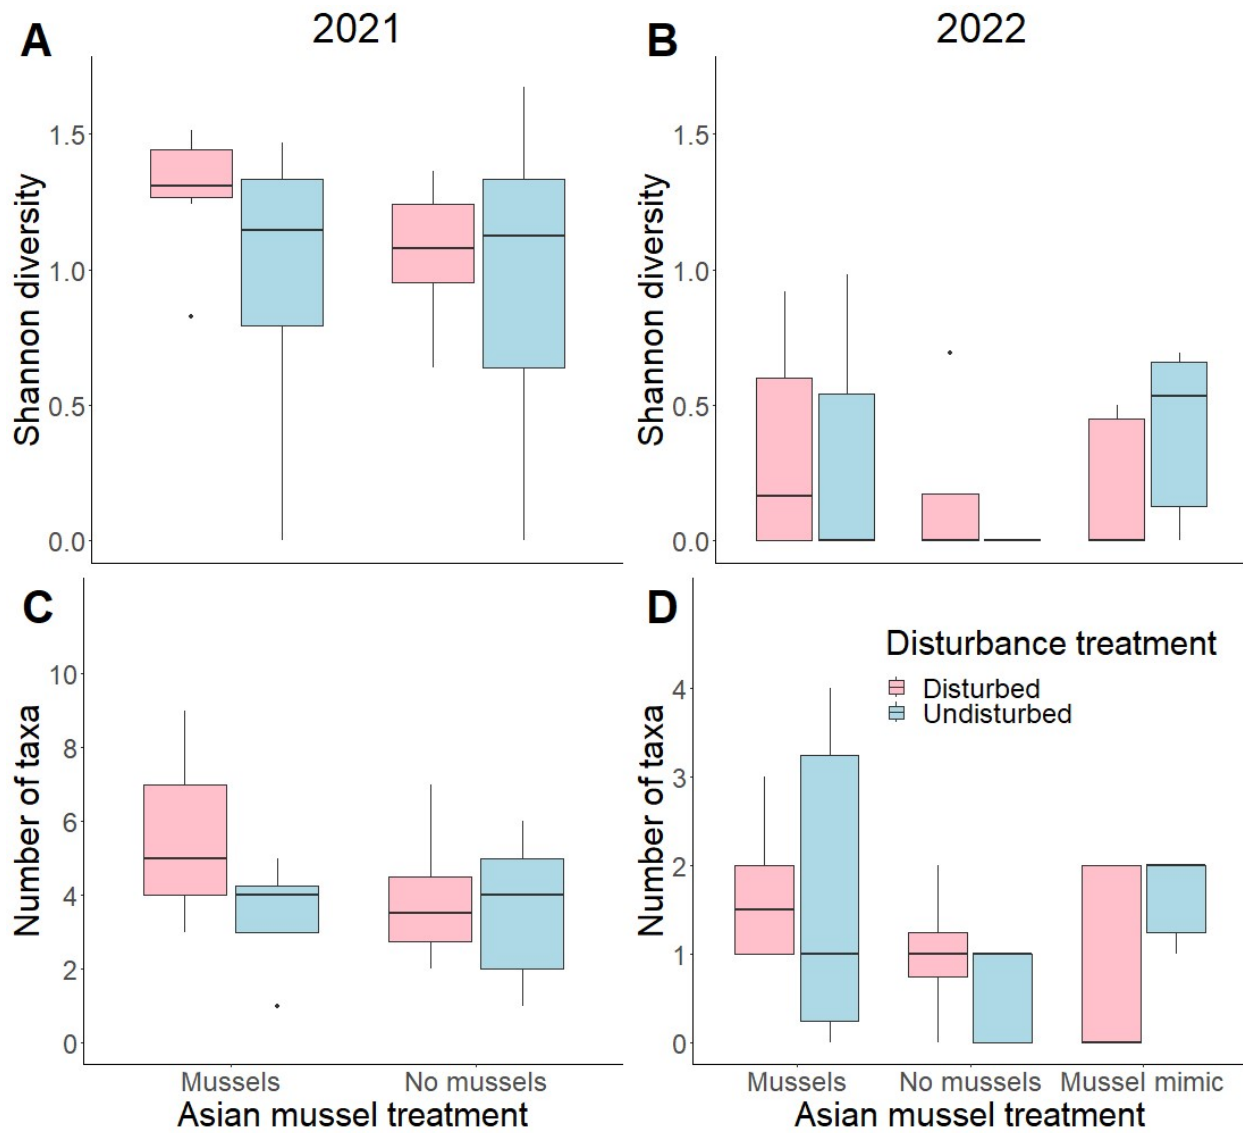 A
2021
B
2022
Shannon diversity
1.5
1.0
0.5
0.0
Shannon diversity
1.5
1.0
0.5
0.0
C
Number of taxa
10
8
6
4
2
0
Mussels
No mussels
Asian mussel treatment
D
Disturbance treatment
Disturbed
Undisturbed
Number of taxa
4
3
2
1
0
Mussels
No mussels
Mussel mimic
Asian mussel treatment